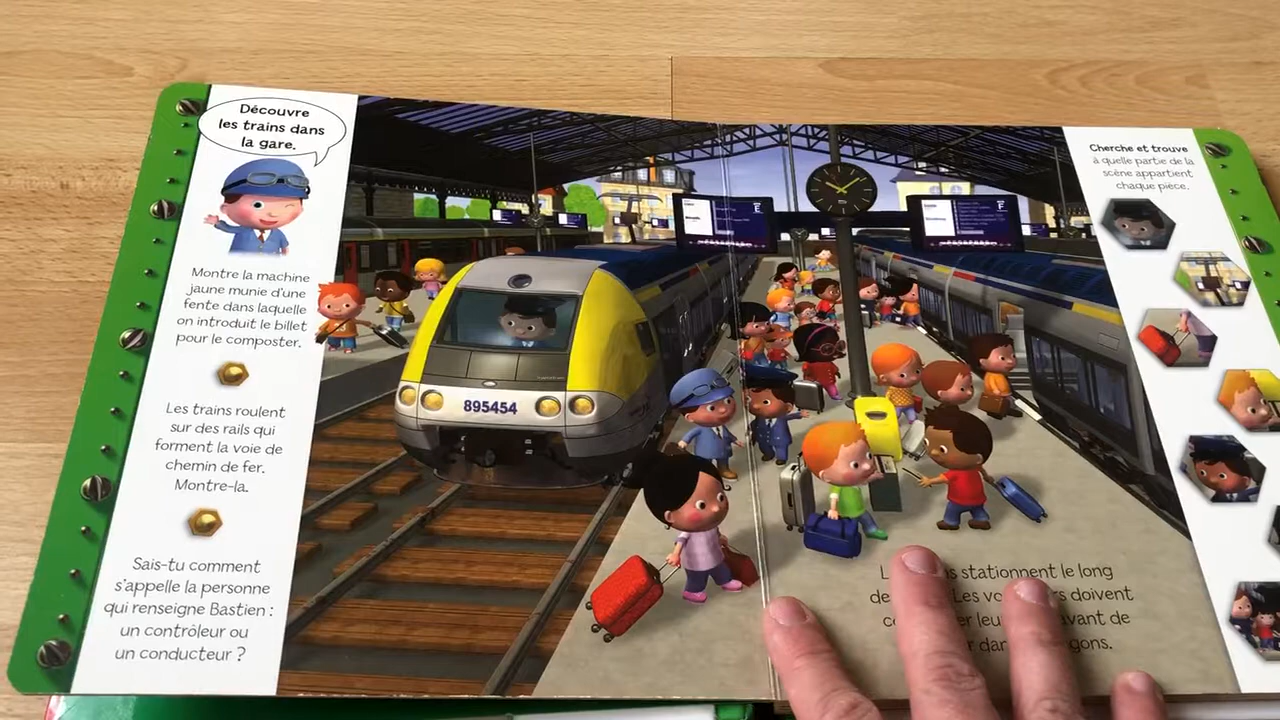 Découvre
les trains dans
la gare.
Montre la machine
jaune munie d'une
fente dans laquelle
on introduit le billet
pour le composter.
Les trains roulent
sur des rails qui
forment la voie de
chemin de fer.
Montre-la.
Sais-tu comment
s'appelle la personne
qui renseigne Bastien :
un contrôleur ou
un conducteur ?
895454
E
E
stationnent le long
Les doivent
avant de
Cherche et trouve
à quelle partie de la
scène appartient
chaque pièce.